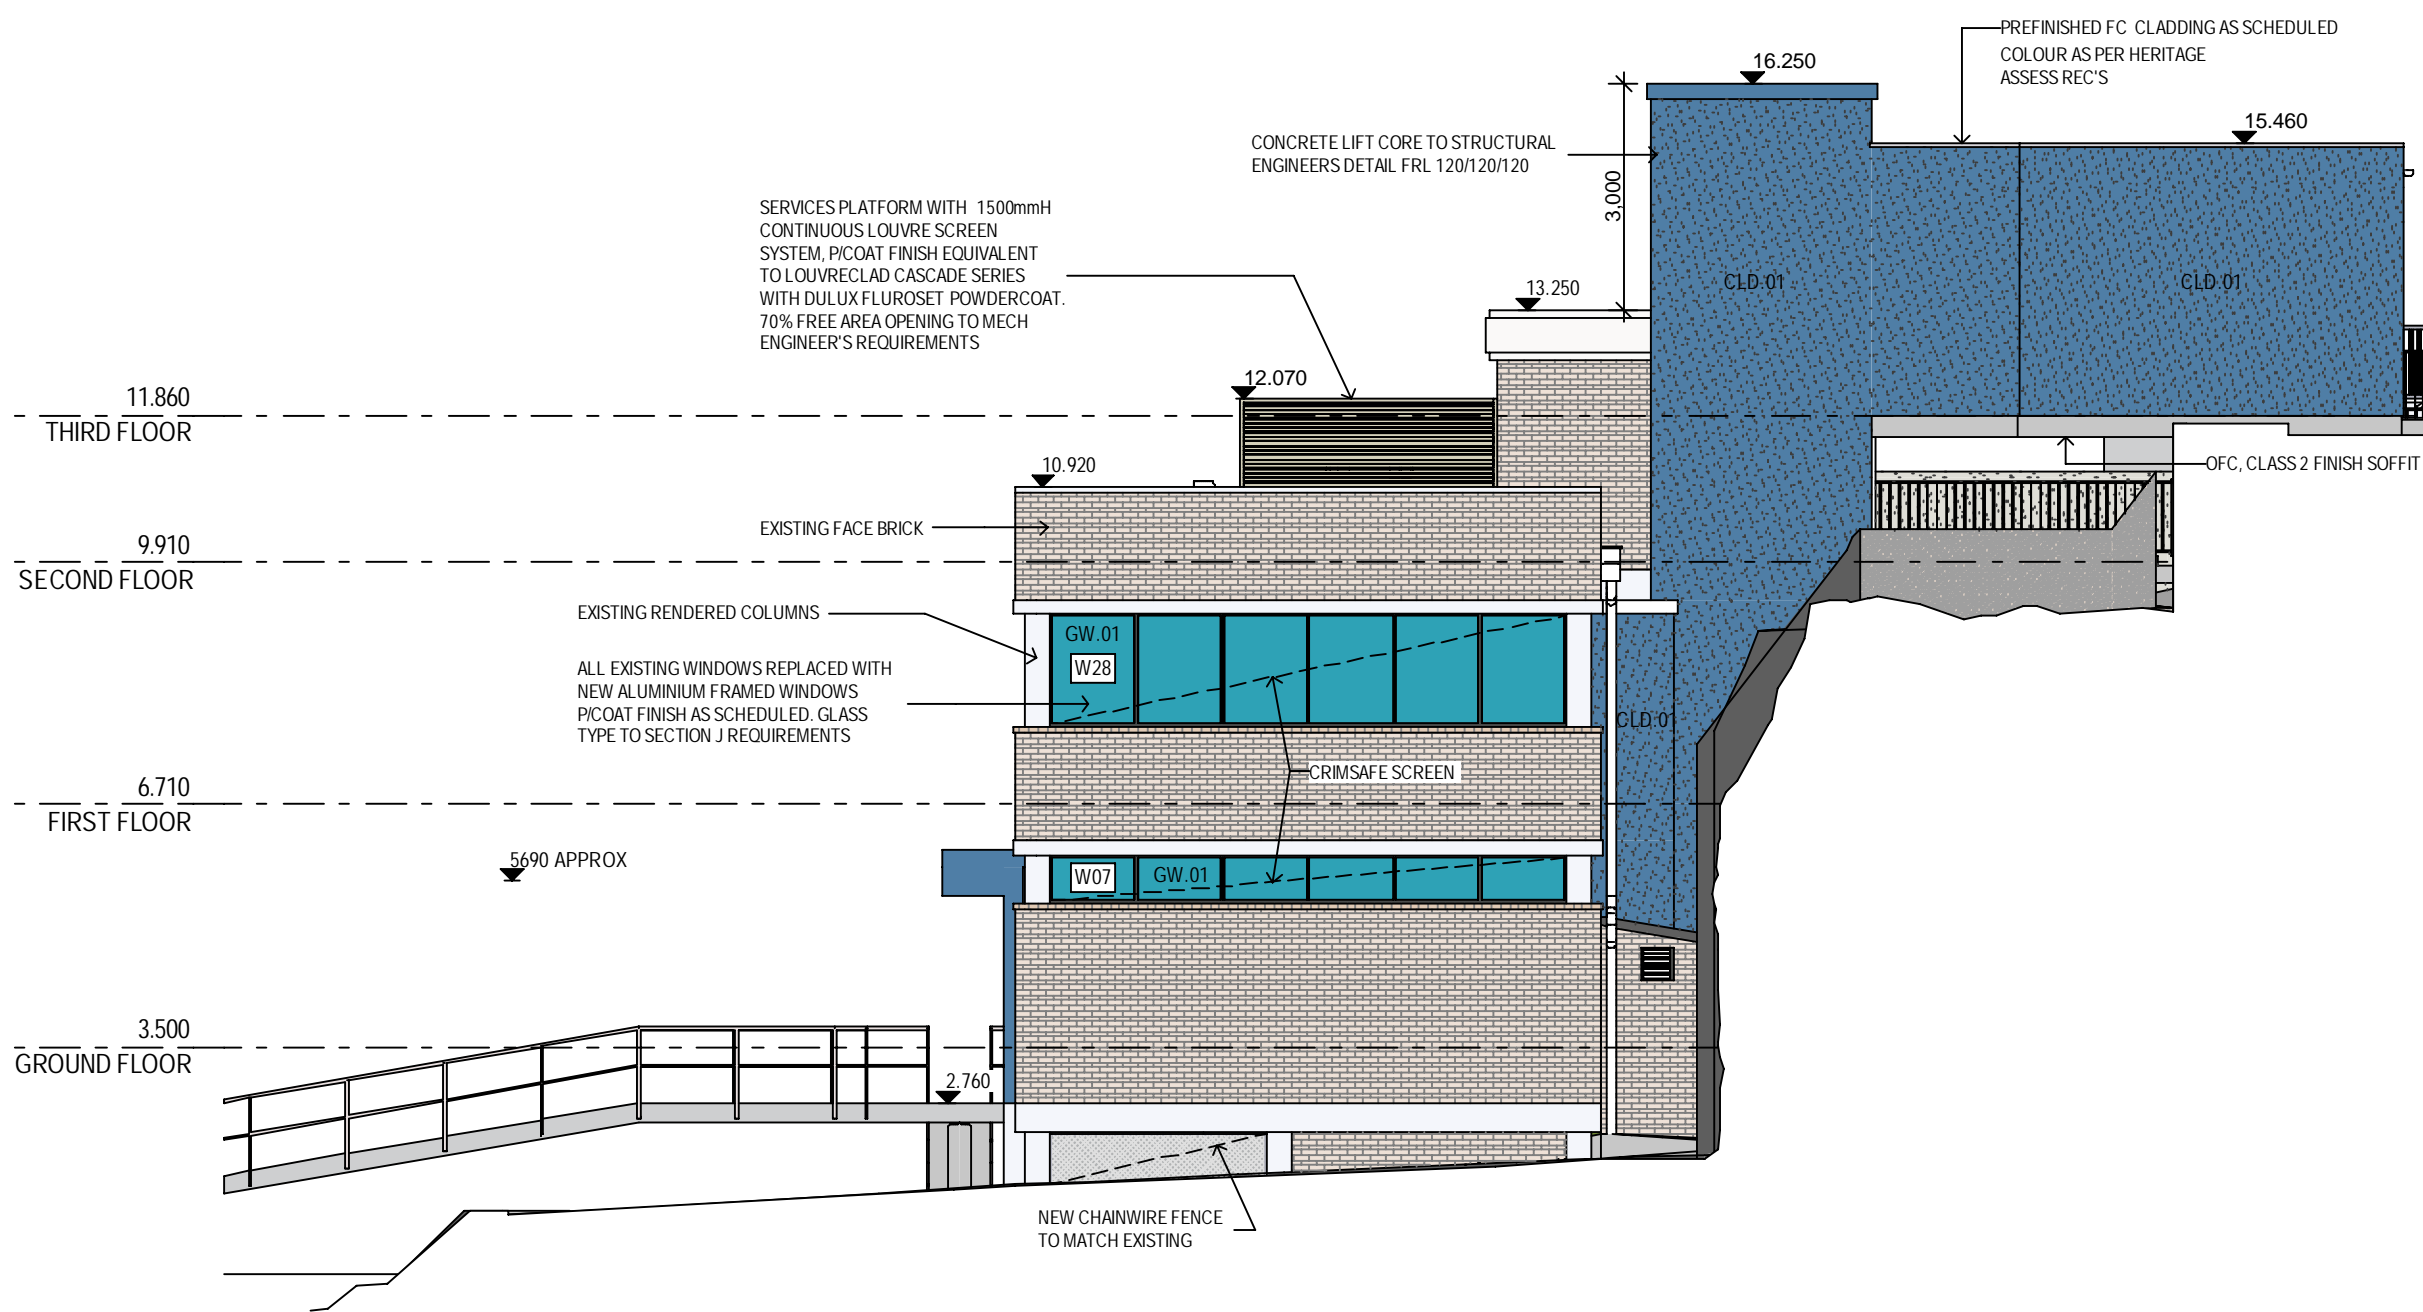 PREFINISHED FC CLADDING AS SCHEDULED
COLOUR AS PER HERITAGE
ASSESS REC'S
16.250
15.460
CONCRETE LIFT CORE TO STRUCTURAL
ENGINEERS DETAIL FRL 120/120/120
3,000
SERVICES PLATFORM WITH 1500mmH
CONTINUOUS LOUVRE SCREEN
SYSTEM, P/COAT FINISH EQUIVALENT
TO LOUVRECLAD CASCADE SERIES
WITH DULUX FLUROSET POWDERCOAT.
70% FREE AREA OPENING TO MECH
ENGINEER'S REQUIREMENTS
CLD.01
CLD.01
13.250
12.070
11.860
THIRD FLOOR
10.920
OFC, CLASS 2 FINISH SOFFIT
EXISTING FACE BRICK
9.910
SECOND FLOOR
EXISTING RENDERED COLUMNS
GW.01
W28
ALL EXISTING WINDOWS REPLACED WITH
NEW ALUMINIUM FRAMED WINDOWS
P/COAT FINISH AS SCHEDULED. GLASS
TYPE TO SECTION J REQUIREMENTS
CLD.01
CRIMSAFE SCREEN
6.710
FIRST FLOOR
5690 APPROX
W07
GW.01
3.500
GROUND FLOOR
2.760
NEW CHAINWIRE FENCE
TO MATCH EXISTING